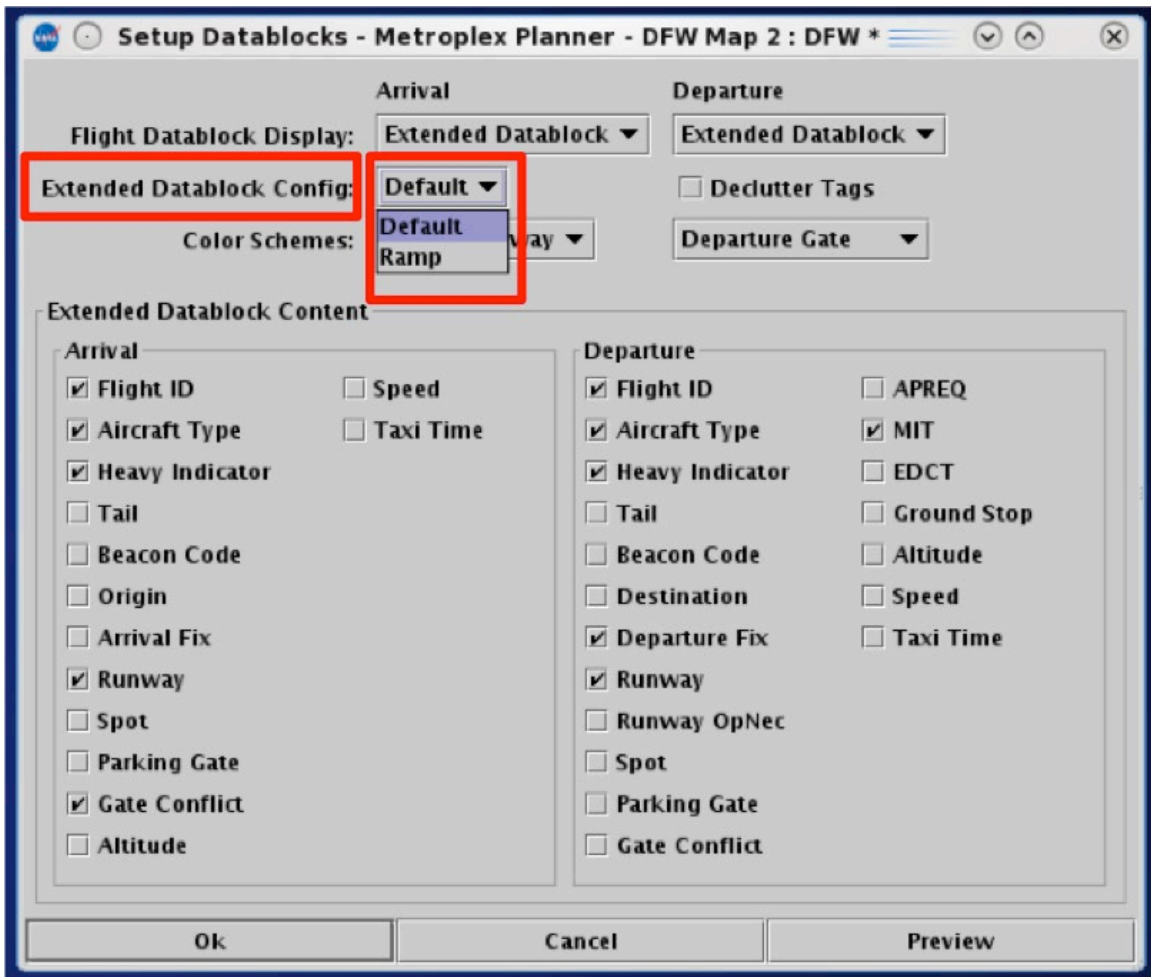 Setup Datablocks - Metroplex Planner - DFW Map 2 : DFW *
Arrival Departure
Flight Datablock Display: Extended Datablock Extended Datablock
Extended Datablock Config: Default Declutter Tags
Default
Ramp
Color Schemes: way Departure Gate
Extended Datablock Content
Arrival
Flight ID Speed
Aircraft Type Taxi Time
Heavy Indicator
Tail
Beacon Code
Origin
Arrival Fix
Runway
Spot
Parking Gate
Gate Conflict
Altitude
Departure
Flight ID APREQ
Aircraft Type MIT
Heavy Indicator EDCT
Tail Ground Stop
Beacon Code Altitude
Destination Speed
Departure Fix Taxi Time
Runway
Runway OpNec
Spot
Parking Gate
Gate Conflict
Ok Cancel Preview